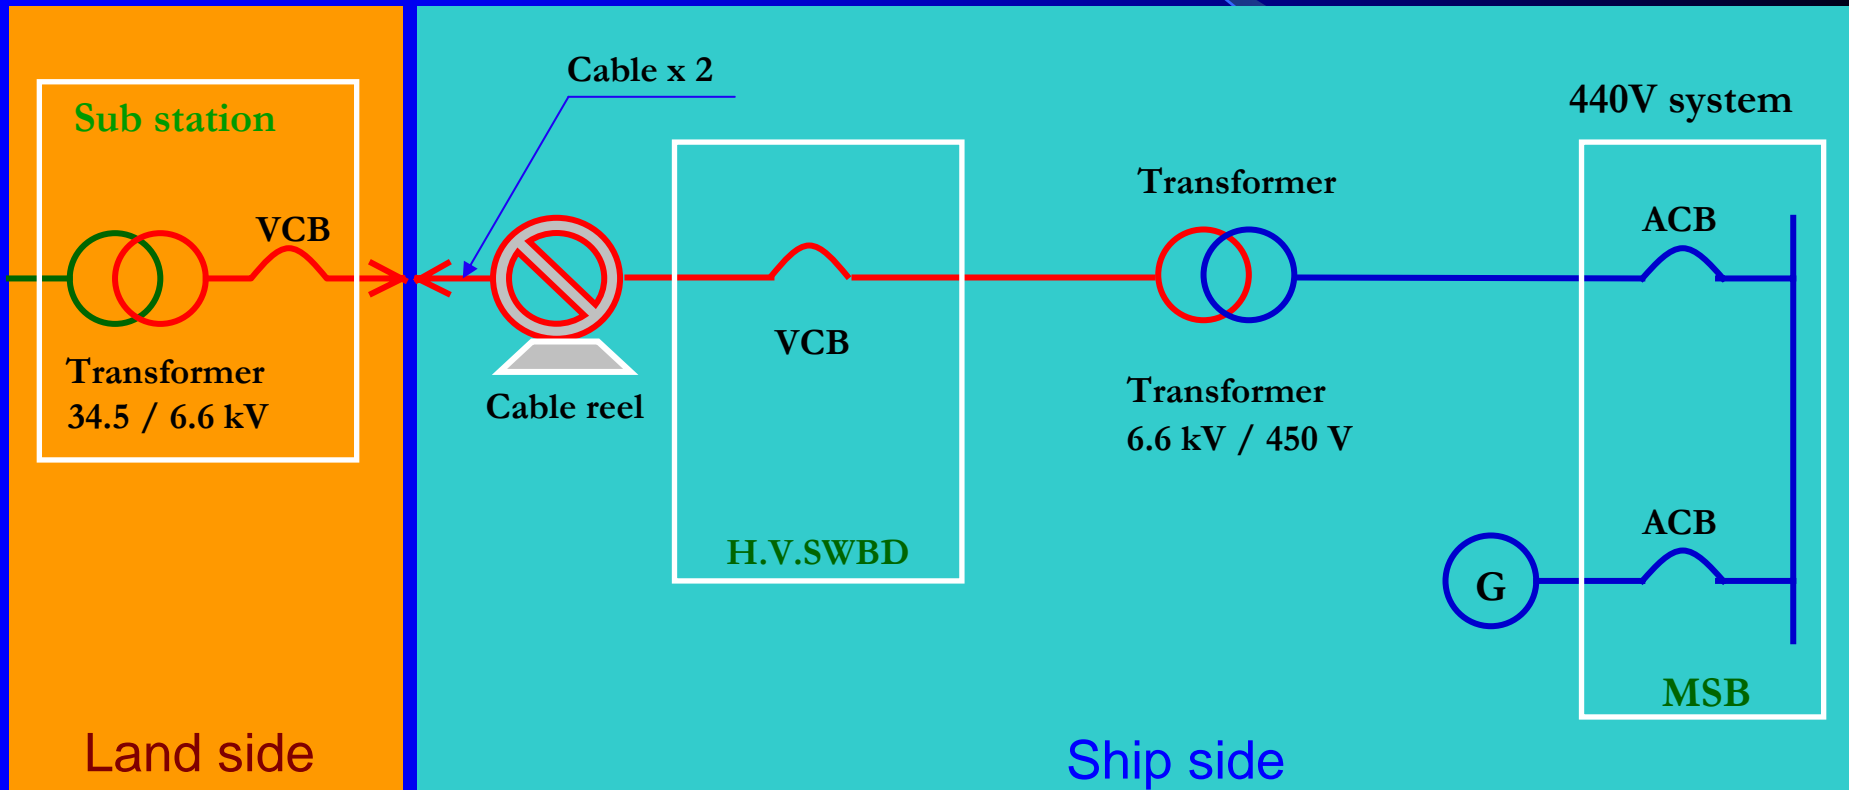 Cable x 2
440V system
Sub station
Transformer
VCB
ACB
VCB
Transformer
34.5 / 6.6 kV
Cable reel
Transformer
6.6 kV / 450 V
ACB
H.V.SWBD
G
MSB
Land side
Ship side